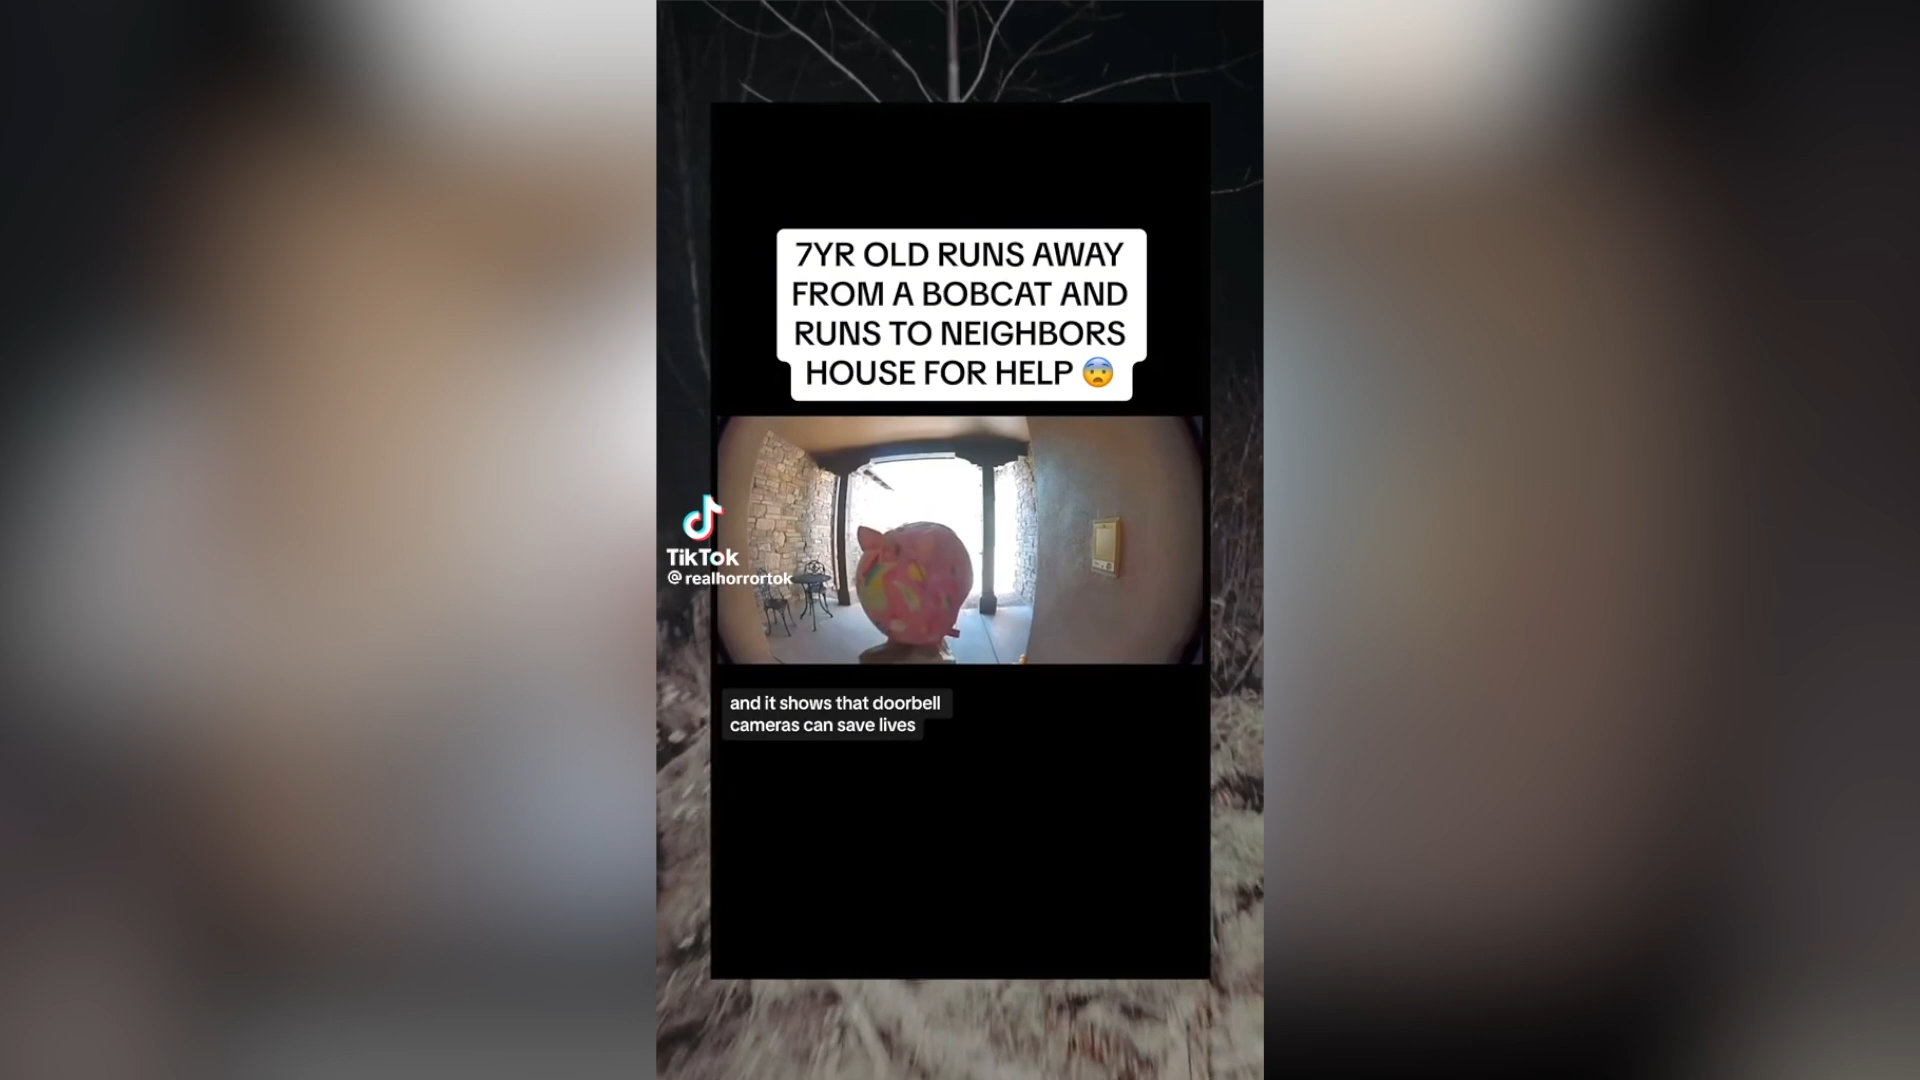 7YR OLD RUNS AWAY
FROM A BOBCAT AND
RUNS TO NEIGHBORS
HOUSE FOR HELP 😨
TikTok
@realhorrortok
and it shows that doorbell
cameras can save lives